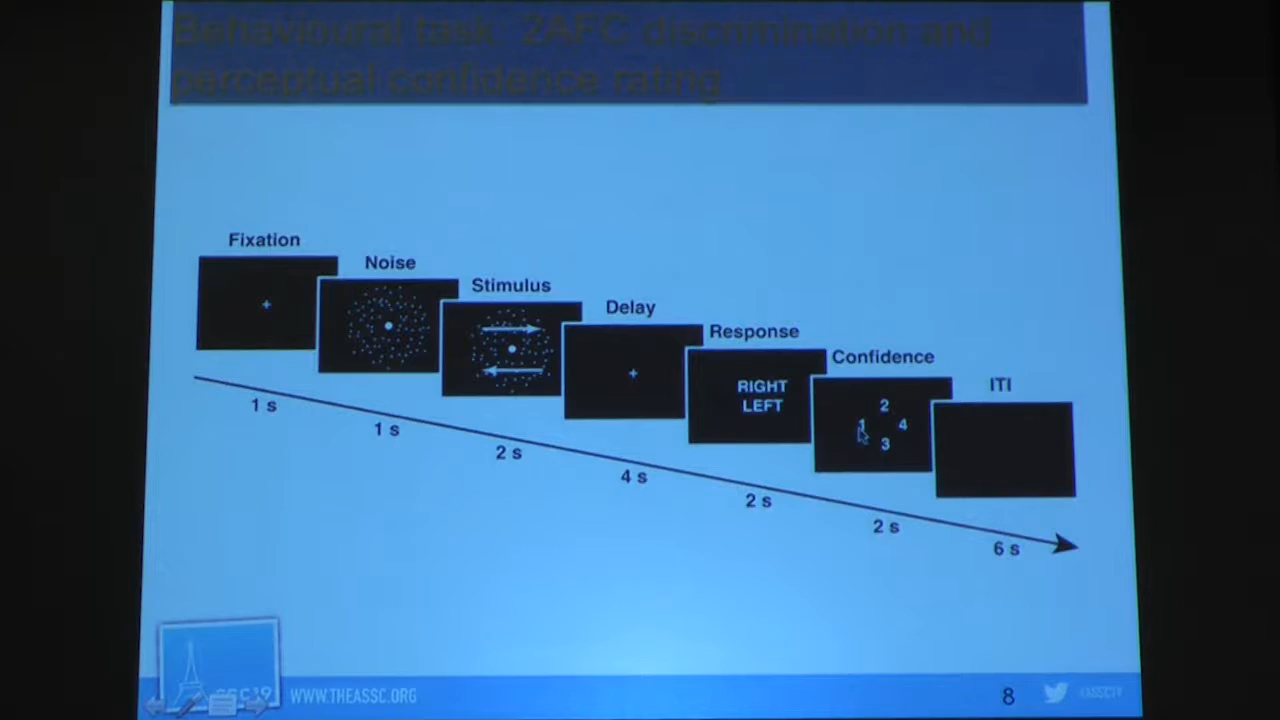 Behavioural task: 2AFC discrimination and
perceptual confidence rating
Fixation
Noise
Stimulus
Delay
Response
Confidence
ITI
RIGHT
LEFT
2
1 4
3
1 s
1 s
2 s
4 s
2 s
2 s
6 s
WWW.THEASSC.ORG
8
#ASSC19